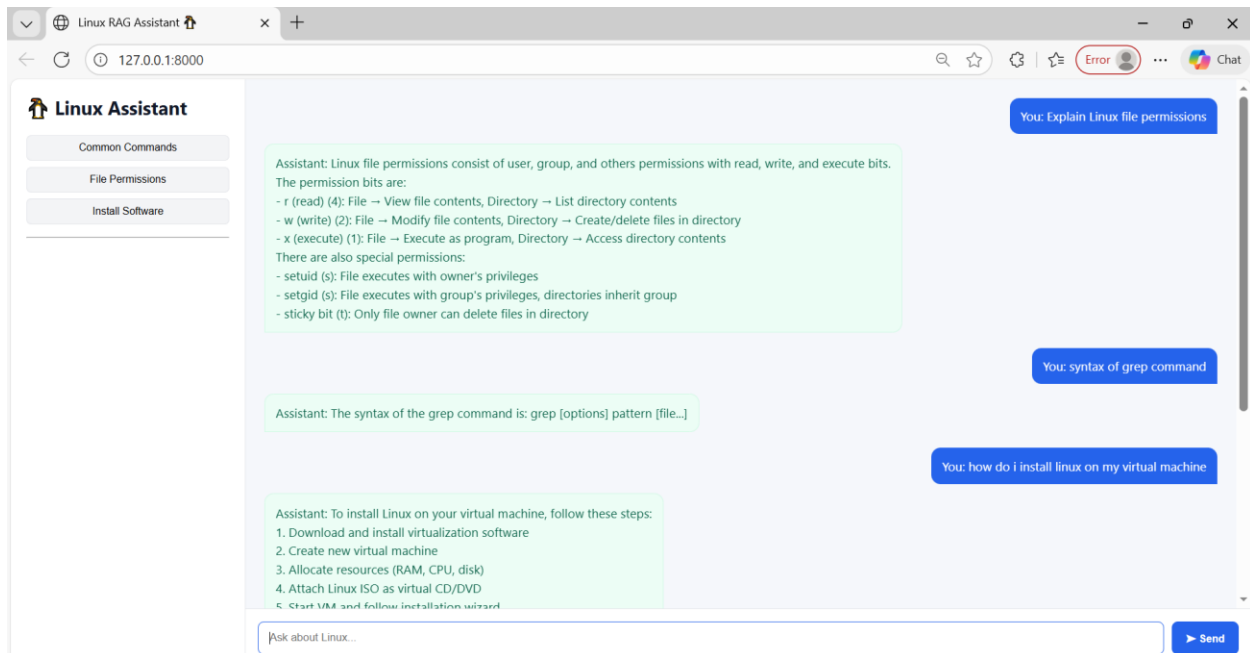 Linux RAG Assistant
127.0.0.1:8000
Error
Chat
Linux Assistant
Common Commands
File Permissions
Install Software
You: Explain Linux file permissions
Assistant: Linux file permissions consist of user, group, and others permissions with read, write, and execute bits.
The permission bits are:
- r (read) (4): File → View file contents, Directory → List directory contents
- w (write) (2): File → Modify file contents, Directory → Create/delete files in directory
- x (execute) (1): File → Execute as program, Directory → Access directory contents
There are also special permissions:
- setuid (s): File executes with owner's privileges
- setgid (s): File executes with group's privileges, directories inherit group
- sticky bit (t): Only file owner can delete files in directory
You: syntax of grep command
Assistant: The syntax of the grep command is: grep [options] pattern [file...]
You: how do i install linux on my virtual machine
Assistant: To install Linux on your virtual machine, follow these steps:
1. Download and install virtualization software
2. Create new virtual machine
3. Allocate resources (RAM, CPU, disk)
4. Attach Linux ISO as virtual CD/DVD
5. Start VM and follow installation wizard
Ask about Linux...
➤ Send